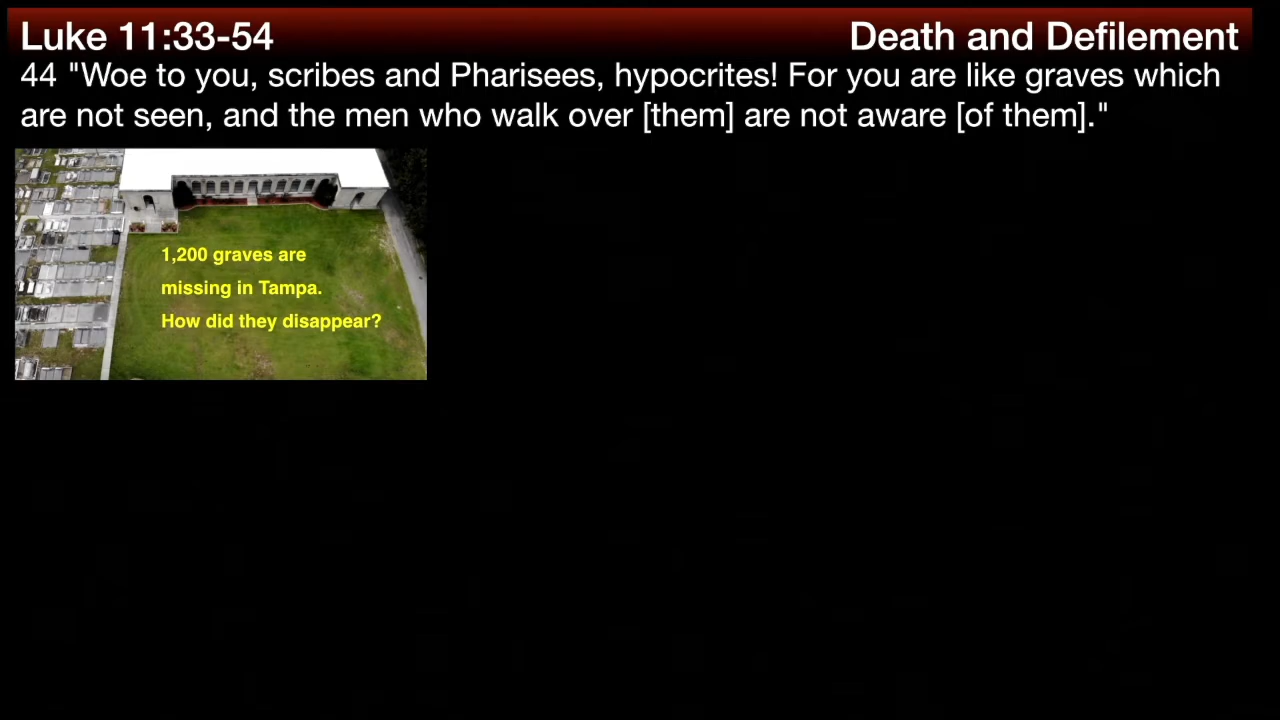 Luke 11:33-54
Death and Defilement
44 "Woe to you, scribes and Pharisees, hypocrites! For you are like graves which
are not seen, and the men who walk over [them] are not aware [of them]."
1,200 graves are
missing in Tampa.
How did they disappear?